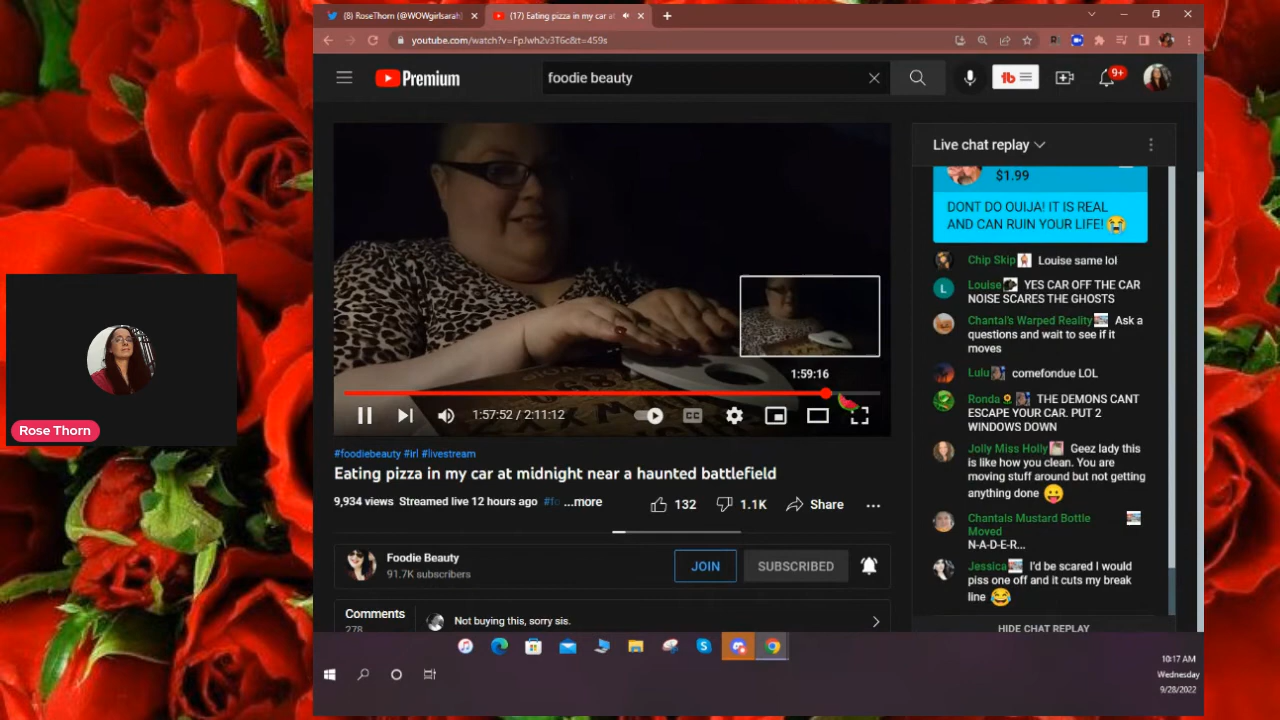 (8) RoseThorn (@WOWgirlsarah
(17) Eating pizza in my car at
youtube.com/watch?v=FpJwh2v3T6c&t=459s
Premium
foodie beauty
9+
Live chat replay
$1.99
DONT DO OUIJA! IT IS REAL
AND CAN RUIN YOUR LIFE!
Chip Skip Louise same lol
L
Louise YES CAR OFF THE CAR
NOISE SCARES THE GHOSTS
Chantal's Warped Reality Ask a
questions and wait to see if it
moves
Lulu comefondue LOL
Ronda THE DEMONS CANT
ESCAPE YOUR CAR. PUT 2
WINDOWS DOWN
Jolly Miss Holly Geez lady this
is like how you clean. You are
moving stuff around but not getting
anything done
Chantals Mustard Bottle
Moved
N-A-D-E-R...
Jessica I'd be scared I would
piss one off and it cuts my break
line
HIDE CHAT REPLAY
1:59:16
1:57:52 / 2:11:12
CC
#foodiebeauty #irl #livestream
Eating pizza in my car at midnight near a haunted battlefield
9,934 views Streamed live 12 hours ago #fo ...more
132
1.1K
Share
Foodie Beauty
91.7K subscribers
JOIN
SUBSCRIBED
Comments
278
Not buying this, sorry sis.
Rose Thorn
10:17 AM
Wednesday
9/28/2022